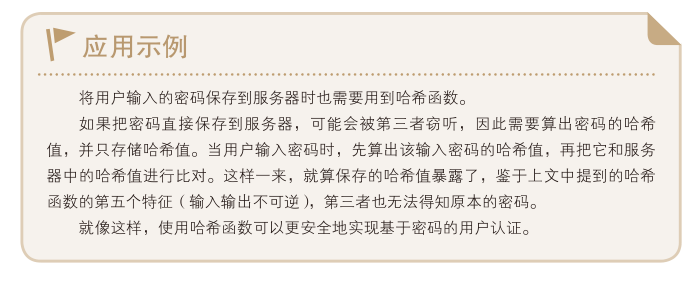 应用示例
将用户输入的密码保存到服务器时也需要用到哈希函数。
如果把密码直接保存到服务器，可能会被第三者窃听，因此需要算出密码的哈希
值，并只存储哈希值。当用户输入密码时，先算出该输入密码的哈希值，再把它和服务
器中的哈希值进行比对。这样一来，就算保存的哈希值暴露了，鉴于上文中提到的哈希
函数的第五个特征（输入输出不可逆），第三者也无法得知原本的密码。
就像这样，使用哈希函数可以更安全地实现基于密码的用户认证。